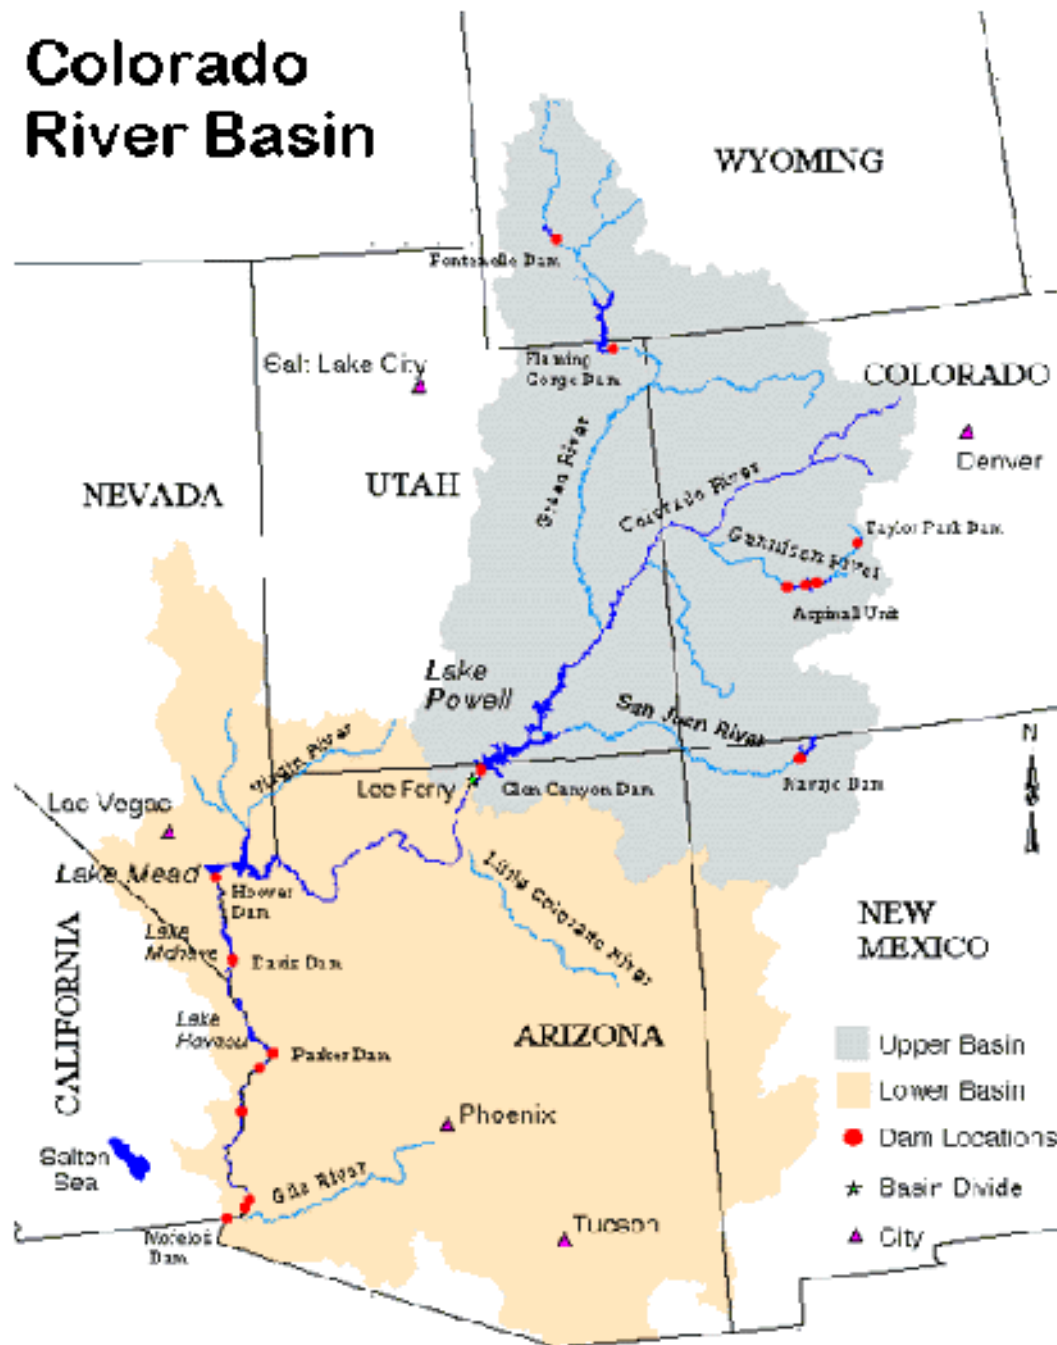 Colorado
River Basin
WYOMING
Fontenelle Dam
Salt Lake City
Flaming
Gorge Dam
COLORADO
Denver
NEVADA
UTAH
Green River
Colorado River
Gunnison River
Taylor Park Dam
Aspinall Unit
Lake
Powell
San Juan River
N
Virgin River
Lee Ferry
Glen Canyon Dam
Navajo Dam
Las Vegas
Lake Mead
Hoover
Dam
Little Colorado River
NEW
MEXICO
CALIFORNIA
Lake
Mohave
Davis Dam
Lake
Havasu
Parker Dam
ARIZONA
Upper Basin
Lower Basin
Phoenix
Dam Locations
Salton
Sea
Gila River
Basin Divide
Morelos
Dam
Tucson
City